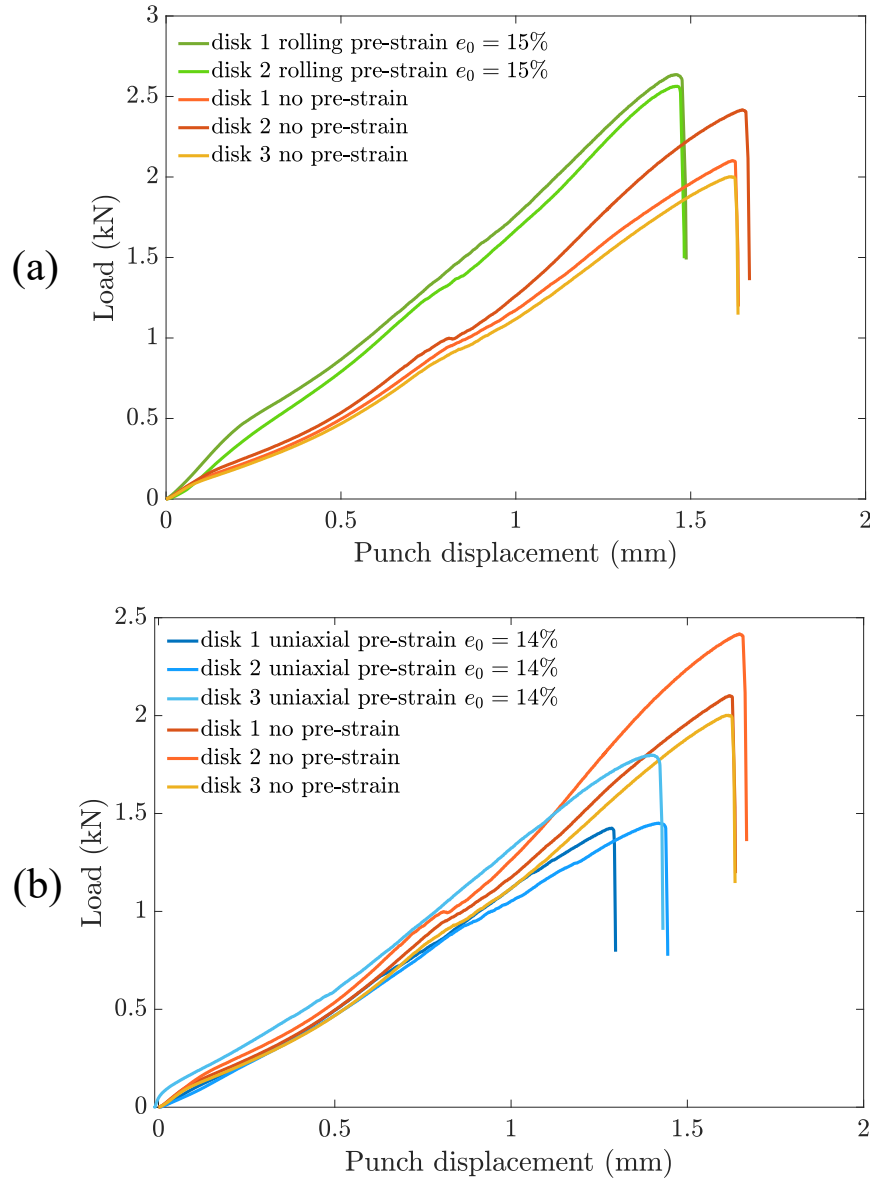 3
2.5
2
1.5
1
0.5
0
disk 1 rolling pre-strain e₀ = 15%
disk 2 rolling pre-strain e₀ = 15%
disk 1 no pre-strain
disk 2 no pre-strain
disk 3 no pre-strain
(a)
Load (kN)
0 0.5 1 1.5 2
Punch displacement (mm)
2.5
2
1.5
1
0.5
0
disk 1 uniaxial pre-strain e₀ = 14%
disk 2 uniaxial pre-strain e₀ = 14%
disk 3 uniaxial pre-strain e₀ = 14%
disk 1 no pre-strain
disk 2 no pre-strain
disk 3 no pre-strain
(b)
Load (kN)
0 0.5 1 1.5 2
Punch displacement (mm)